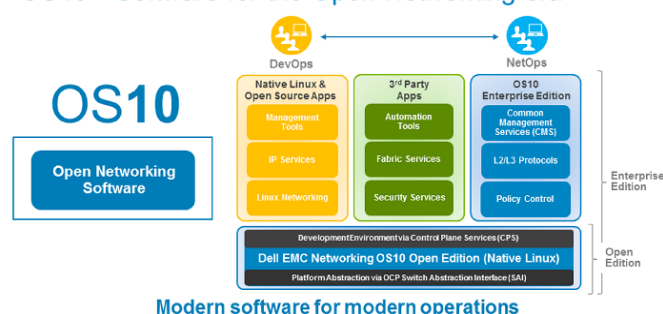 DevOps
NetOps
OS10
Open Networking
Software
Native Linux &
Open Source Apps
Management
Tools
IP Services
Linux Networking
3rd Party
Apps
Automation
Tools
Fabric Services
Security Services
OS10
Enterprise Edition
Common
Management
Services (CMS)
L2/L3 Protocols
Policy Control
Enterprise
Edition
Development Environment via Control Plane Services (CPS)
Dell EMC Networking OS10 Open Edition (Native Linux)
Platform Abstraction via OCP Switch Abstraction Interface (SAI)
Open
Edition
Modern software for modern operations